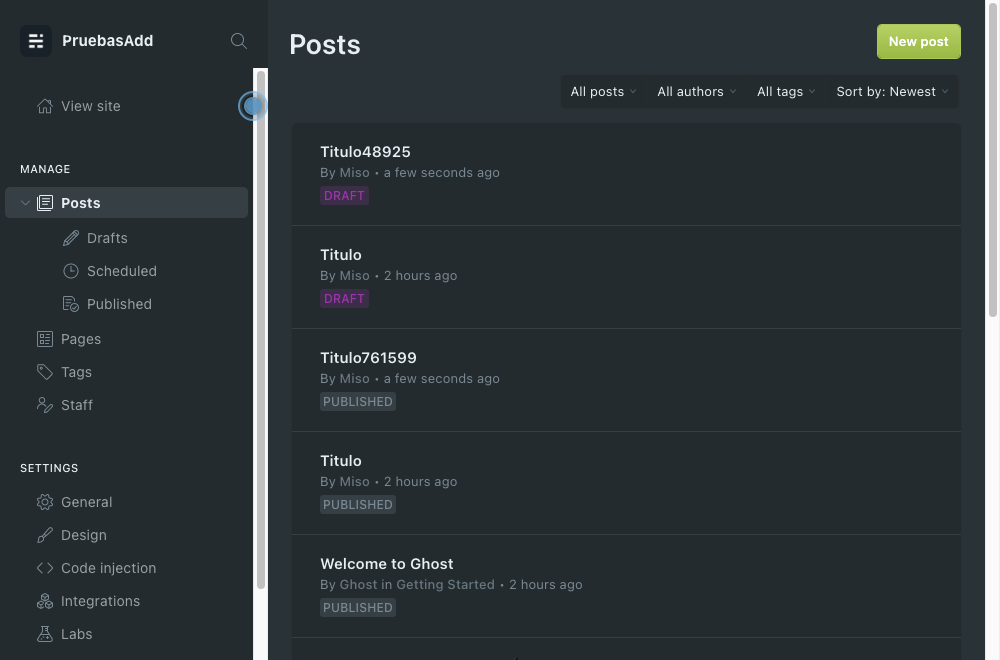 PruebasAdd
View site
MANAGE
Posts
Drafts
Scheduled
Published
Pages
Tags
Staff
SETTINGS
General
Design
Code injection
Integrations
Labs
Posts
New post
All posts
All authors
All tags
Sort by: Newest
Titulo48925
By Miso • a few seconds ago
DRAFT
Titulo
By Miso • 2 hours ago
DRAFT
Titulo761599
By Miso • a few seconds ago
PUBLISHED
Titulo
By Miso • 2 hours ago
PUBLISHED
Welcome to Ghost
By Ghost in Getting Started • 2 hours ago
PUBLISHED